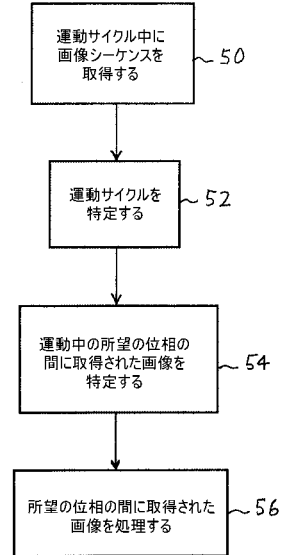 運動サイクル中に
画像シーケンスを
取得する
50
運動サイクルを
特定する
52
運動中の所望の位相の
間に取得された画像を
特定する
54
所望の位相の間に取得された
画像を処理する
56